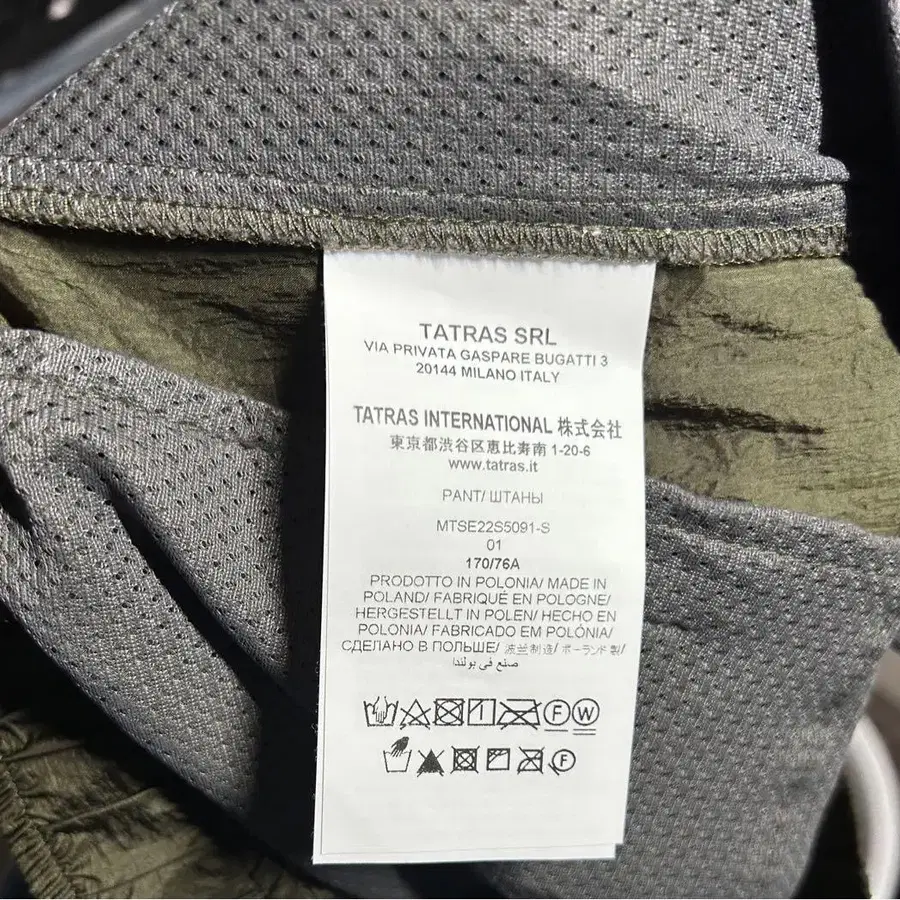 TATRAS SRL
VIA PRIVATA GASPARE BUGATTI 3
20144 MILANO ITALY
TATRAS INTERNATIONAL 株式会社
東京都渋谷区恵比寿南 1-20-6
www.tatras.it
PANT/ ШТАНЫ
MTSE22S5091-S
01
170/76A
PRODOTTO IN POLONIA/ MADE IN
POLAND/ FABRIQUÉ EN POLOGNE/
HERGESTELLT IN POLEN/ HECHO EN
POLONIA/ FABRICADO EM POLÓNIA/
СДЕЛАНО В ПОЛЬШЕ/ 波兰制造/ ポーランド製/
صنع في بولندا
F W
F